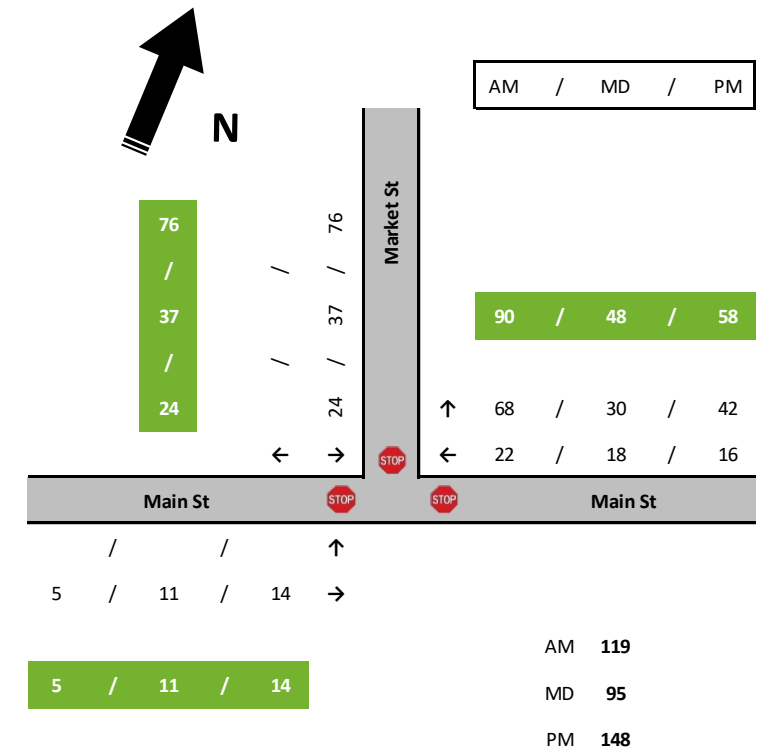 AM / MD / PM
N
Market St
76 / 37 / 24
/ /
24 / 37 / 76
90 / 48 / 58
↑ 68 / 30 / 42
← → STOP ← 22 / 18 / 16
Main St STOP STOP Main St
/ / ↑
5 / 11 / 14 →
5 / 11 / 14
AM 119
MD 95
PM 148